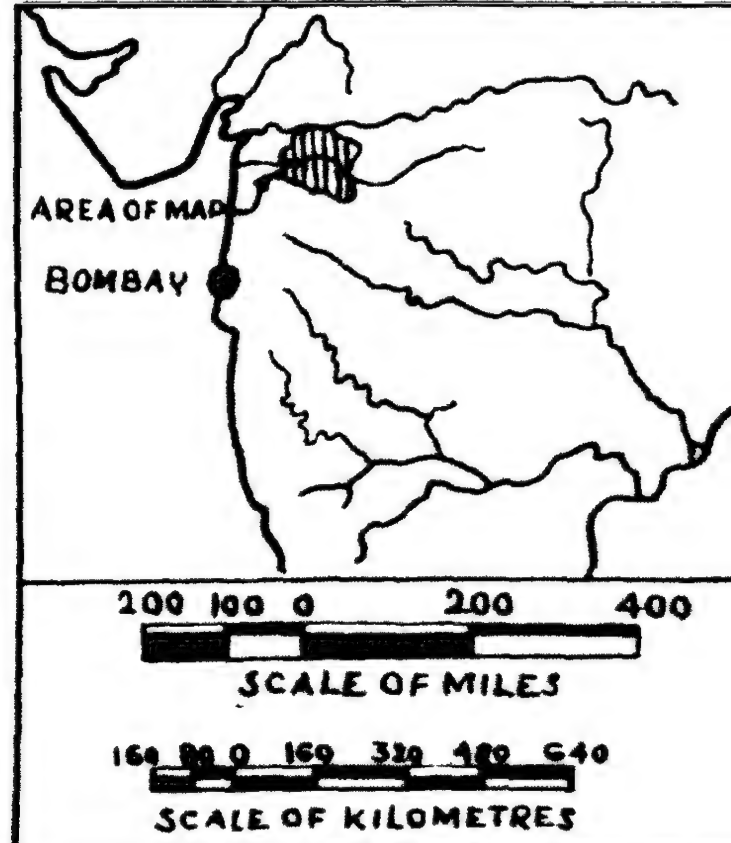 AREA OF MAP
BOMBAY
200 100 0 200 400
SCALE OF MILES
160 80 0 160 320 480 640
SCALE OF KILOMETRES